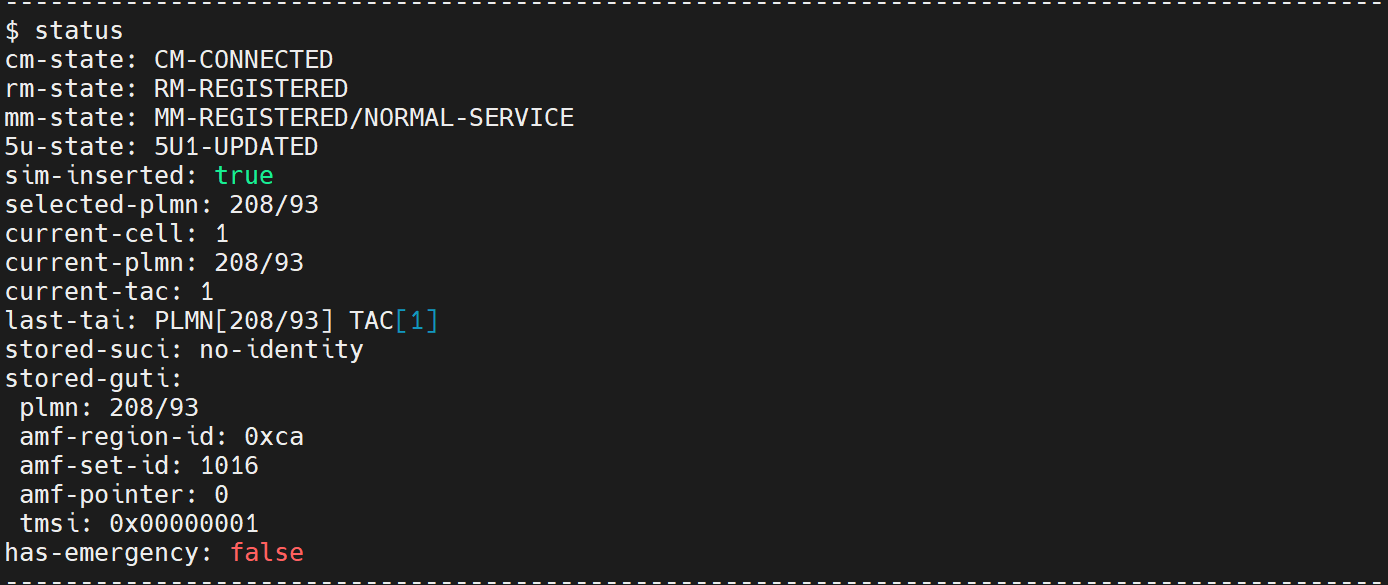 $ status
cm-state: CM-CONNECTED
rm-state: RM-REGISTERED
mm-state: MM-REGISTERED/NORMAL-SERVICE
5u-state: 5U1-UPDATED
sim-inserted: true
selected-plmn: 208/93
current-cell: 1
current-plmn: 208/93
current-tac: 1
last-tai: PLMN[208/93] TAC[1]
stored-suci: no-identity
stored-guti:
 plmn: 208/93
 amf-region-id: 0xca
 amf-set-id: 1016
 amf-pointer: 0
 tmsi: 0x00000001
has-emergency: false